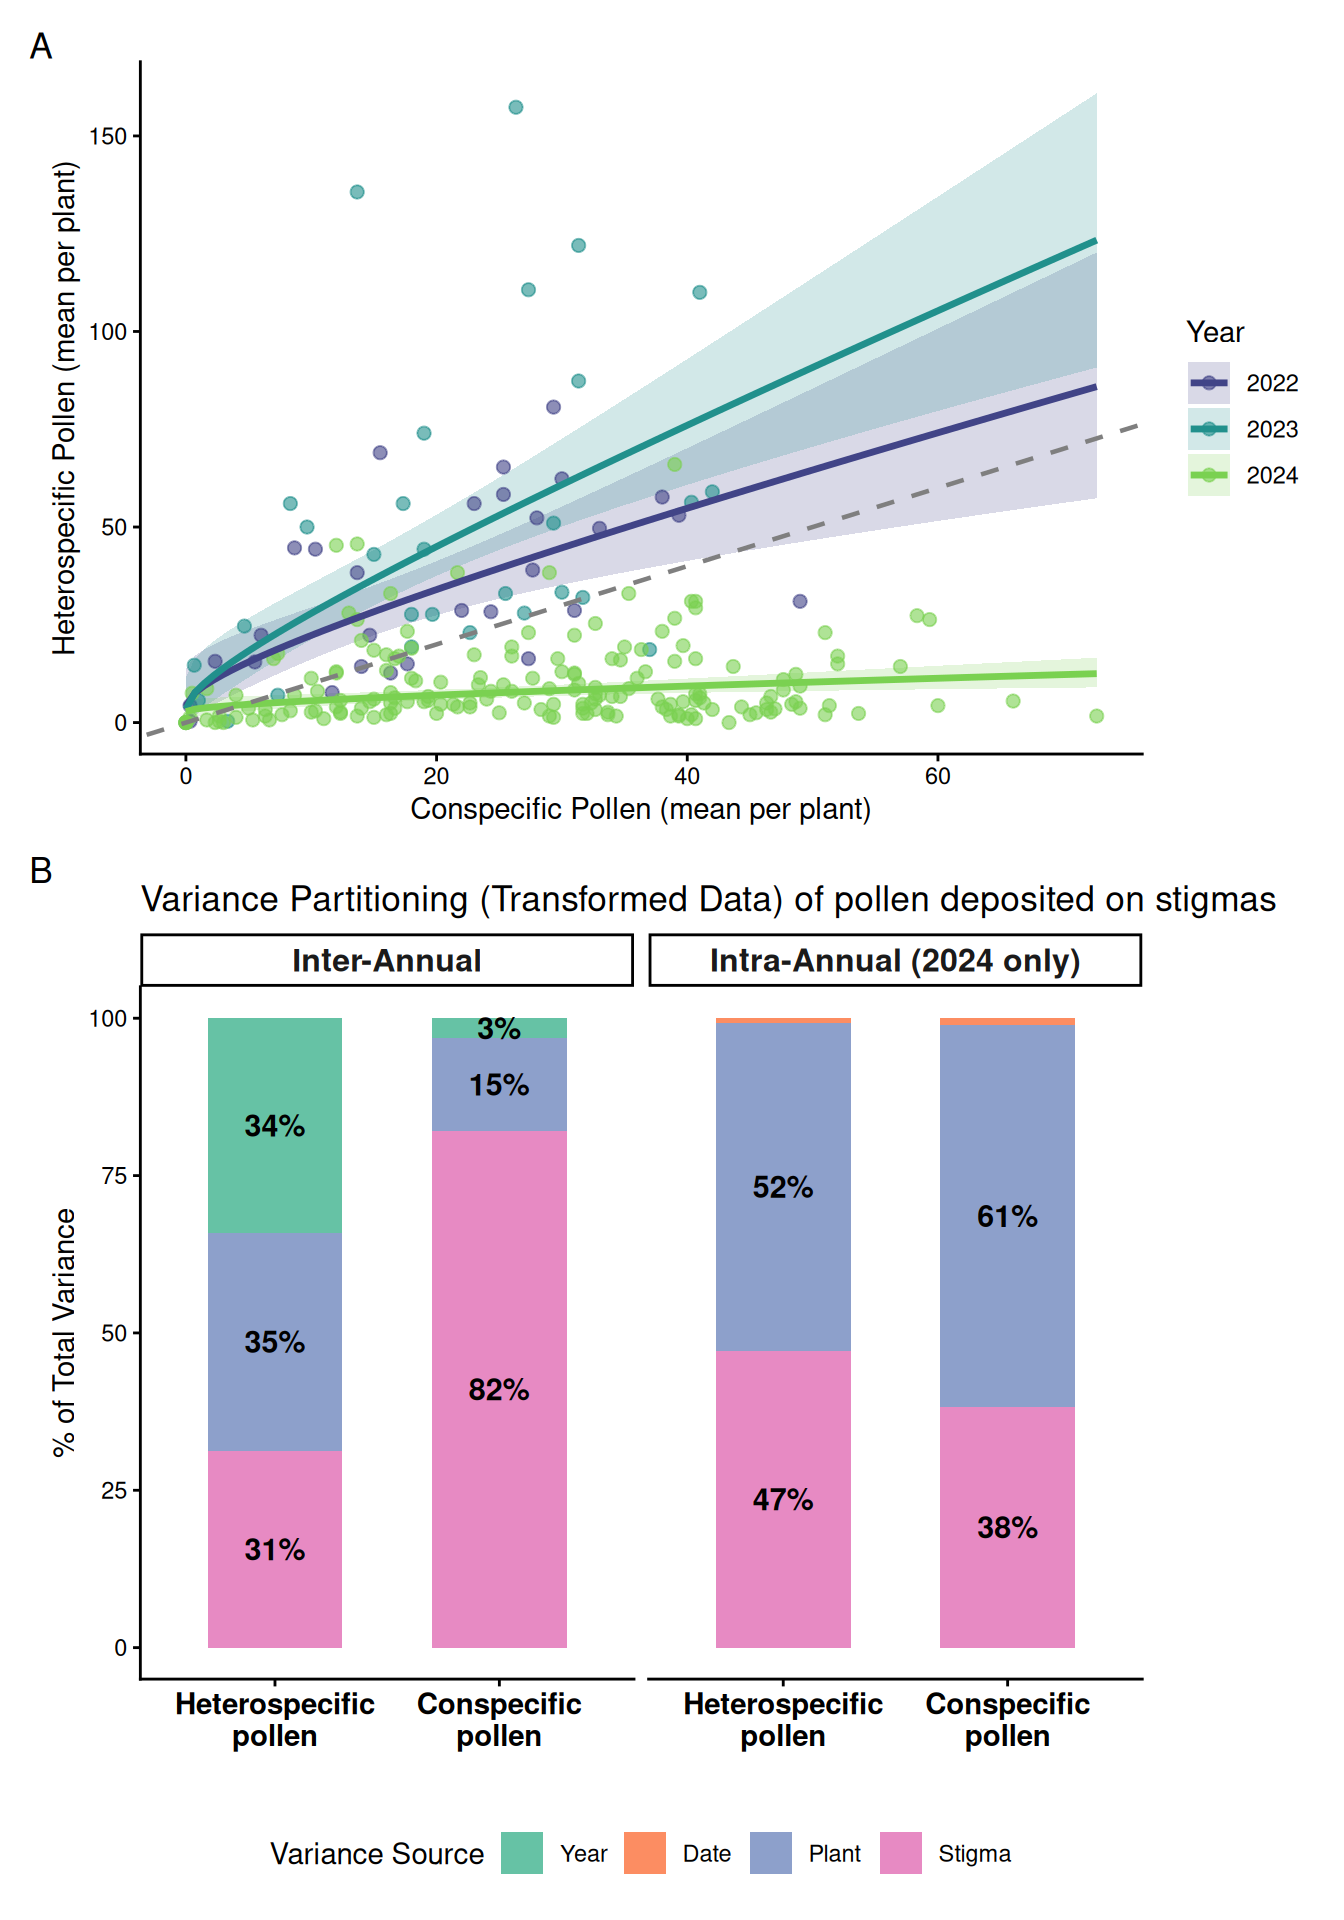 A
Heterospecific Pollen (mean per plant)
150
100
50
0
0 20 40 60
Conspecific Pollen (mean per plant)
Year
2022
2023
2024
B
Variance Partitioning (Transformed Data) of pollen deposited on stigmas
Inter-Annual Intra-Annual (2024 only)
% of Total Variance
100
75
50
25
0
34%
35%
31%
3%
15%
82%
52%
47%
61%
38%
Heterospecific Conspecific Heterospecific Conspecific
pollen pollen pollen pollen
Variance Source Year Date Plant Stigma